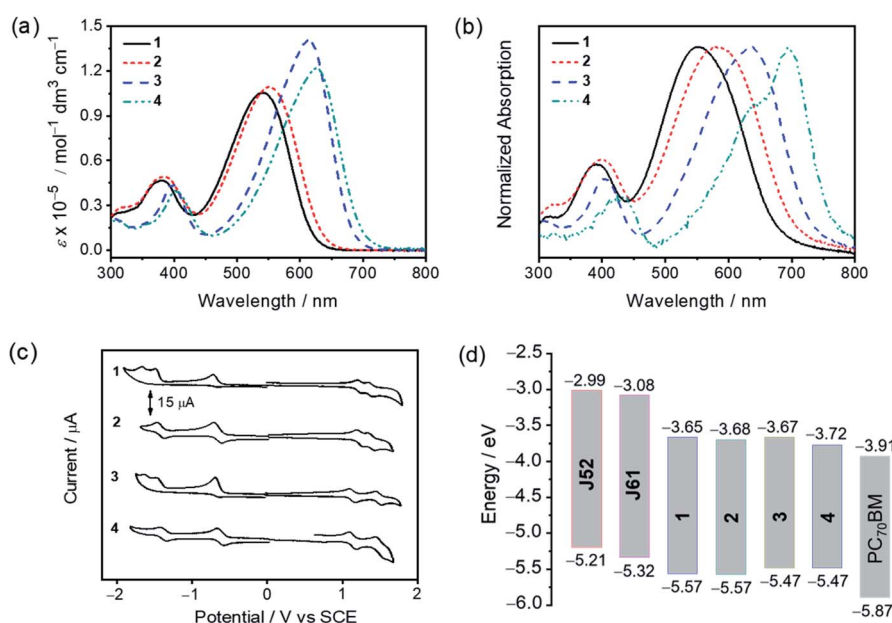 (a)
1
2
3
4
ε x 10⁻⁵ / mol⁻¹ dm³ cm⁻¹
1.5
1.2
0.9
0.6
0.3
0.0
300 400 500 600 700 800
Wavelength / nm
(b)
1
2
3
4
Normalized Absorption
300 400 500 600 700 800
Wavelength / nm
(c)
1
15 μA
2
3
4
Current / μA
−2 −1 0 1 2
Potential / V vs SCE
(d)
Energy / eV
−2.5
−3.0
−3.5
−4.0
−4.5
−5.0
−5.5
−6.0
−2.99 −3.08 −3.65 −3.68 −3.67 −3.72 −3.91
J52 J61 1 2 3 4 PC₇₀BM
−5.21 −5.32 −5.57 −5.57 −5.47 −5.47 −5.87